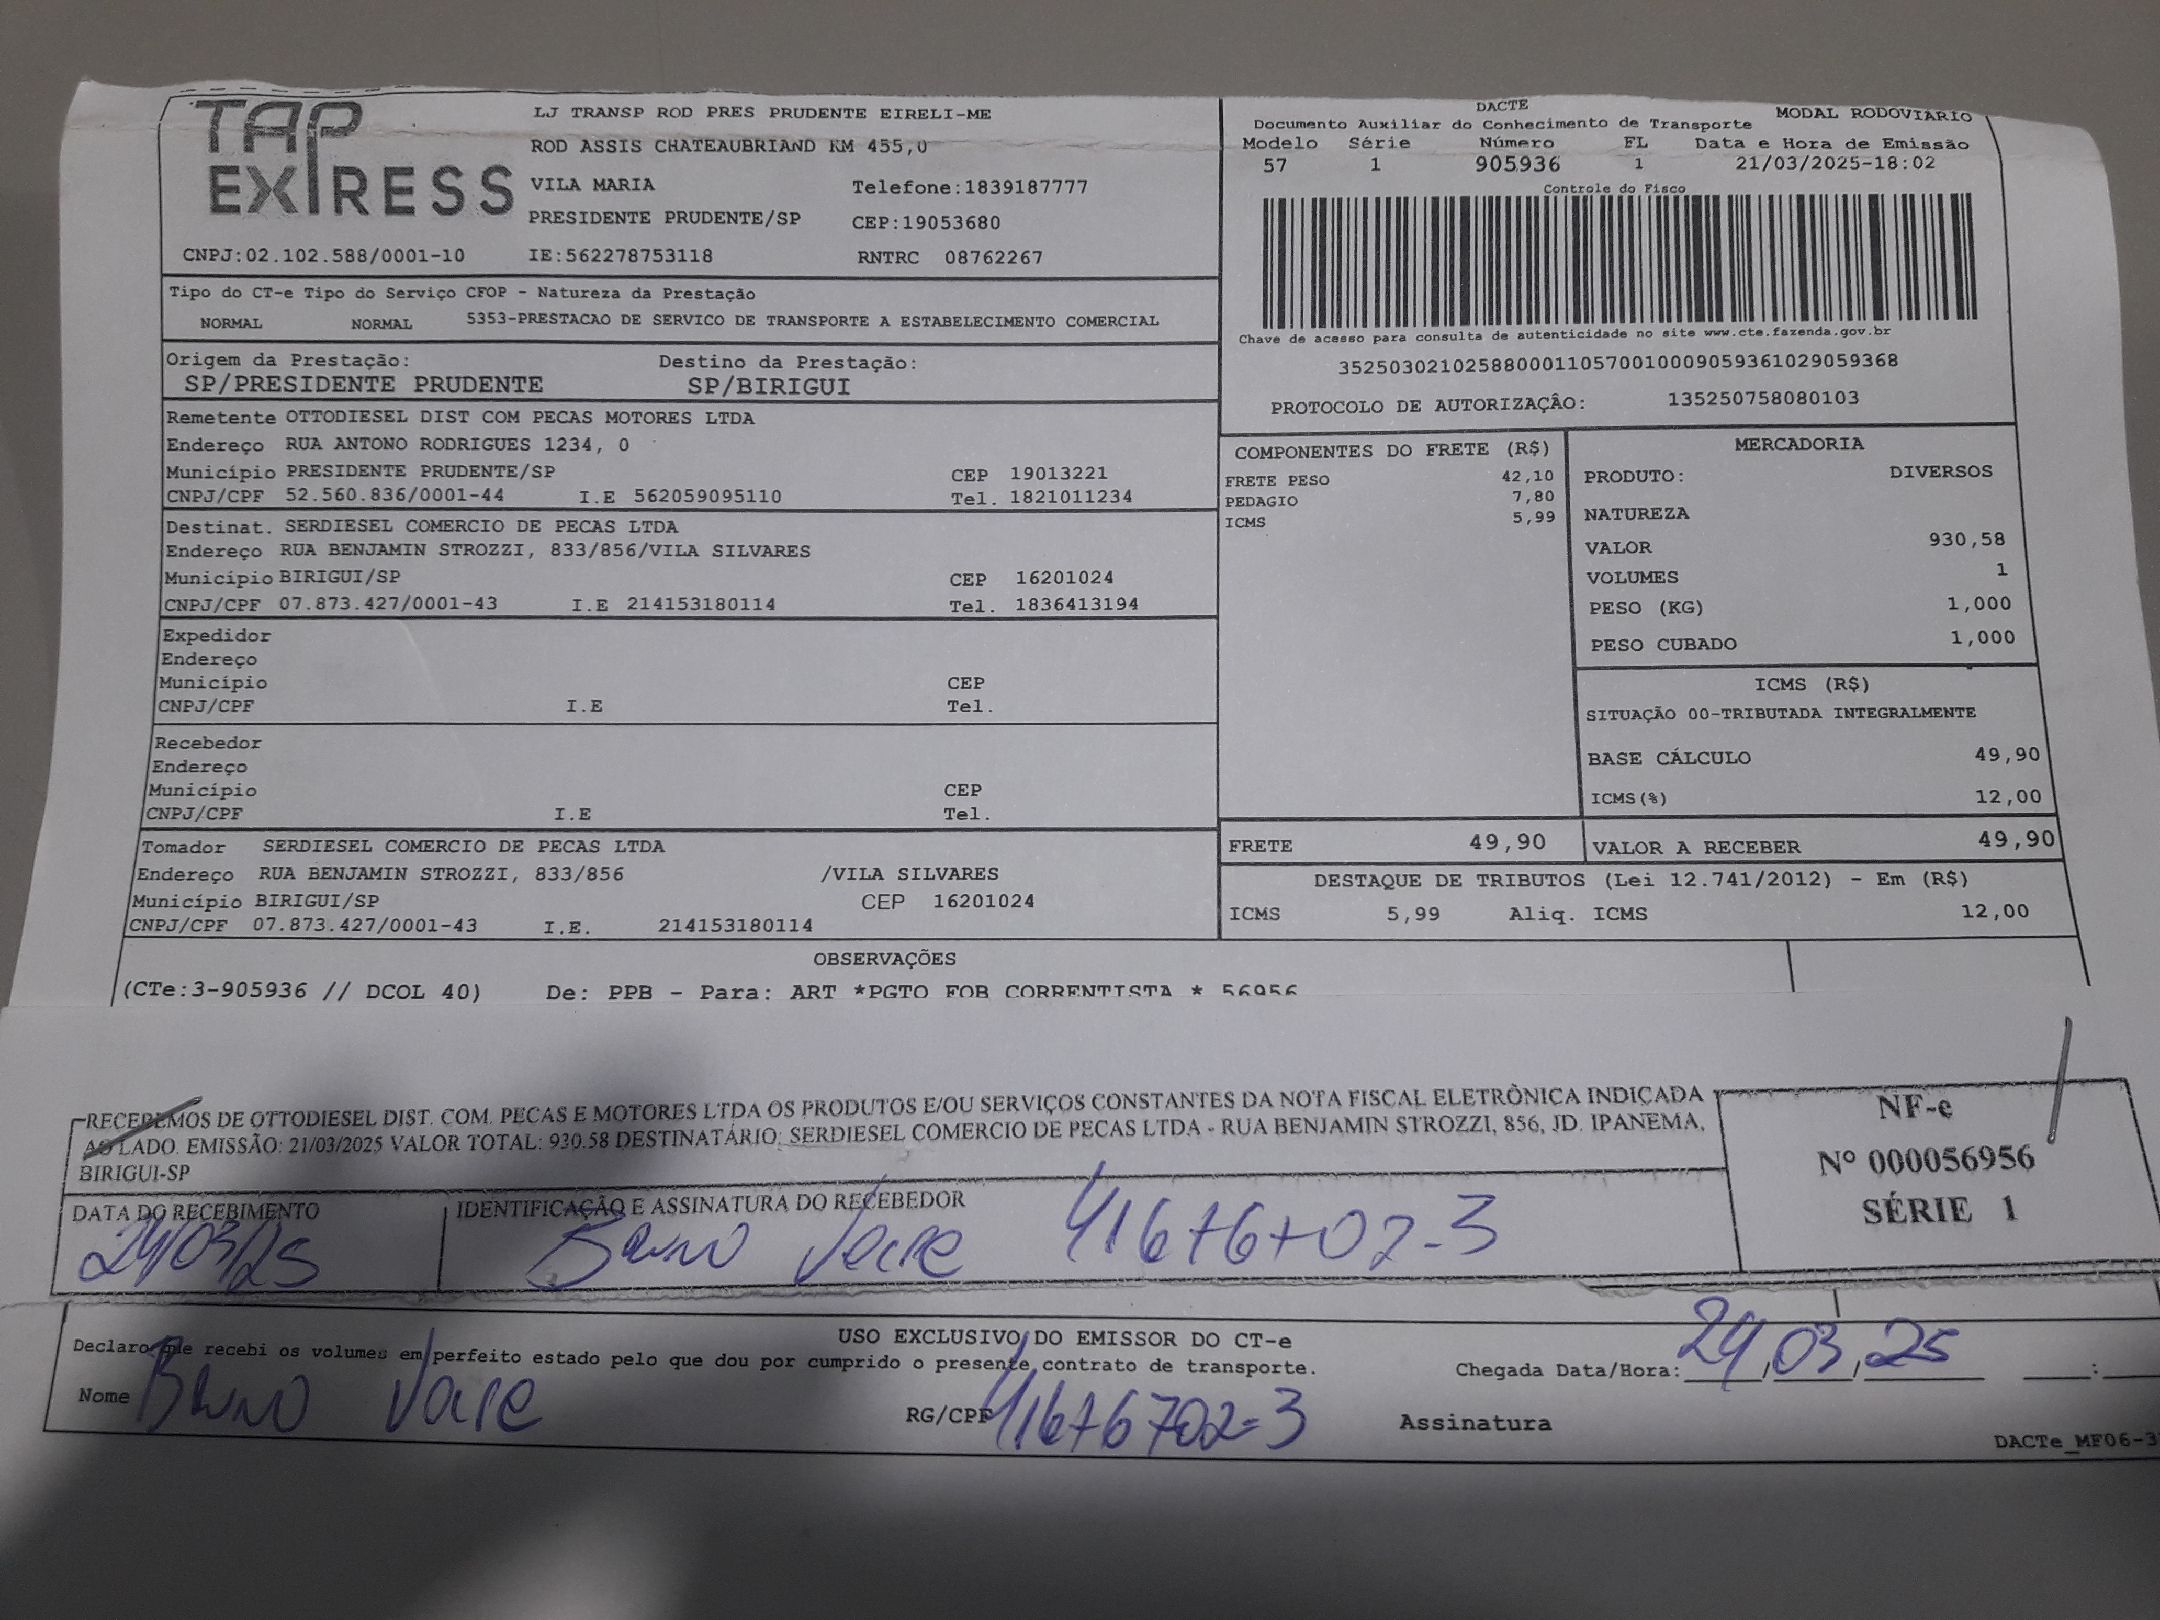 TAP EXPRESS
LJ TRANSP ROD PRES PRUDENTE EIRELI-ME
ROD ASSIS CHATEAUBRIAND KM 455,0
VILA MARIA Telefone:1839187777
PRESIDENTE PRUDENTE/SP CEP:19053680
CNPJ:02.102.588/0001-10 IE:562278753118 RNTRC 08762267
DACTE
Documento Auxiliar do Conhecimento de Transporte MODAL RODOVIÁRIO
Modelo Série Número FL Data e Hora de Emissão
57 1 905936 1 21/03/2025-18:02
Controle do Fisco
Chave de acesso para consulta de autenticidade no site www.cte.fazenda.gov.br
35250302102588000110570010009059361029059368
PROTOCOLO DE AUTORIZAÇÂO: 135250758080103
Tipo do CT-e Tipo do Serviço CFOP - Natureza da Prestação
NORMAL NORMAL 5353-PRESTACAO DE SERVICO DE TRANSPORTE A ESTABELECIMENTO COMERCIAL
Origem da Prestação: Destino da Prestação:
SP/PRESIDENTE PRUDENTE SP/BIRIGUI
Remetente OTTODIESEL DIST COM PECAS MOTORES LTDA
Endereço RUA ANTONO RODRIGUES 1234, 0
Município PRESIDENTE PRUDENTE/SP CEP 19013221
CNPJ/CPF 52.560.836/0001-44 I.E 562059095110 Tel. 1821011234
Destinat. SERDIESEL COMERCIO DE PECAS LTDA
Endereço RUA BENJAMIN STROZZI, 833/856/VILA SILVARES
Município BIRIGUI/SP CEP 16201024
CNPJ/CPF 07.873.427/0001-43 I.E 214153180114 Tel. 1836413194
Expedidor
Endereço
Município CEP
CNPJ/CPF I.E Tel.
Recebedor
Endereço
Município CEP
CNPJ/CPF I.E Tel.
Tomador SERDIESEL COMERCIO DE PECAS LTDA
Endereço RUA BENJAMIN STROZZI, 833/856 /VILA SILVARES
Município BIRIGUI/SP CEP 16201024
CNPJ/CPF 07.873.427/0001-43 I.E. 214153180114
COMPONENTES DO FRETE (R$)
FRETE PESO 42,10
PEDAGIO 7,80
ICMS 5,99
MERCADORIA
PRODUTO: DIVERSOS
NATUREZA
VALOR 930,58
VOLUMES 1
PESO (KG) 1,000
PESO CUBADO 1,000
ICMS (R$)
SITUAÇÃO 00-TRIBUTADA INTEGRALMENTE
BASE CÁLCULO 49,90
ICMS(%) 12,00
FRETE 49,90 VALOR A RECEBER 49,90
DESTAQUE DE TRIBUTOS (Lei 12.741/2012) - Em (R$)
ICMS 5,99 Aliq. ICMS 12,00
OBSERVAÇÕES
(CTe:3-905936 // DCOL 40) De: PPB - Para: ART *PGTO FOB CORRENTISTA * 56956
RECEBEMOS DE OTTODIESEL DIST. COM. PECAS E MOTORES LTDA OS PRODUTOS E/OU SERVIÇOS CONSTANTES DA NOTA FISCAL ELETRÔNICA INDICADA
AO LADO. EMISSÃO: 21/03/2025 VALOR TOTAL: 930.58 DESTINATÁRIO: SERDIESEL COMERCIO DE PECAS LTDA - RUA BENJAMIN STROZZI, 856, JD. IPANEMA,
BIRIGUI-SP
NF-e
Nº 000056956
SÉRIE 1
DATA DO RECEBIMENTO IDENTIFICAÇÃO E ASSINATURA DO RECEBEDOR
24/03/25 Bruno
USO EXCLUSIVO DO EMISSOR DO CT-e
Declaro que recebi os volumes em perfeito estado pelo que dou por cumprido o presente contrato de transporte.
Chegada Data/Hora: 24/03/25 :
Nome Bruno RG/CPF 41676702-3 Assinatura
DACTe_MF06-3